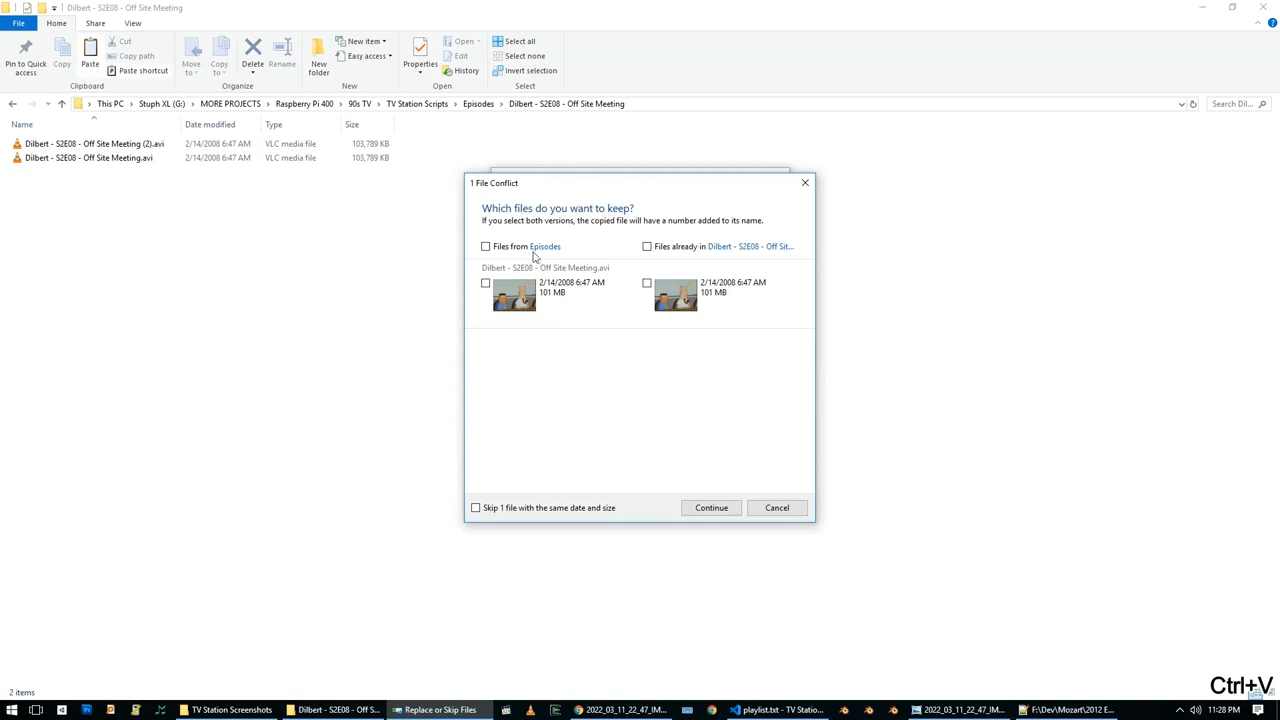 Dilbert - S2E08 - Off Site Meeting
File Home Share View
Pin to Quick access
Copy
Paste
Cut
Copy path
Paste shortcut
Clipboard
Move to
Copy to
Delete
Rename
Organize
New folder
New item
Easy access
New
Properties
Open
Edit
History
Open
Select all
Select none
Invert selection
Select
This PC > Stuph XL (G:) > MORE PROJECTS > Raspberry Pi 400 > 90s TV > TV Station Scripts > Episodes > Dilbert - S2E08 - Off Site Meeting
Search Dil...
Name Date modified Type Size
Dilbert - S2E08 - Off Site Meeting (2).avi 2/14/2008 6:47 AM VLC media file 103,789 KB
Dilbert - S2E08 - Off Site Meeting.avi 2/14/2008 6:47 AM VLC media file 103,789 KB
1 File Conflict
Which files do you want to keep?
If you select both versions, the copied file will have a number added to its name.
Files from Episodes Files already in Dilbert - S2E08 - Off Sit...
Dilbert - S2E08 - Off Site Meeting.avi
2/14/2008 6:47 AM
101 MB
2/14/2008 6:47 AM
101 MB
Skip 1 file with the same date and size
Continue Cancel
2 items
Ctrl+V
TV Station Screenshots
Dilbert - S2E08 - Off S...
Replace or Skip Files
2022_03_11_22_47_IM...
playlist.txt - TV Statio...
2022_03_11_22_47_IM...
F:\Dev\Mozart\2012 E...
11:28 PM